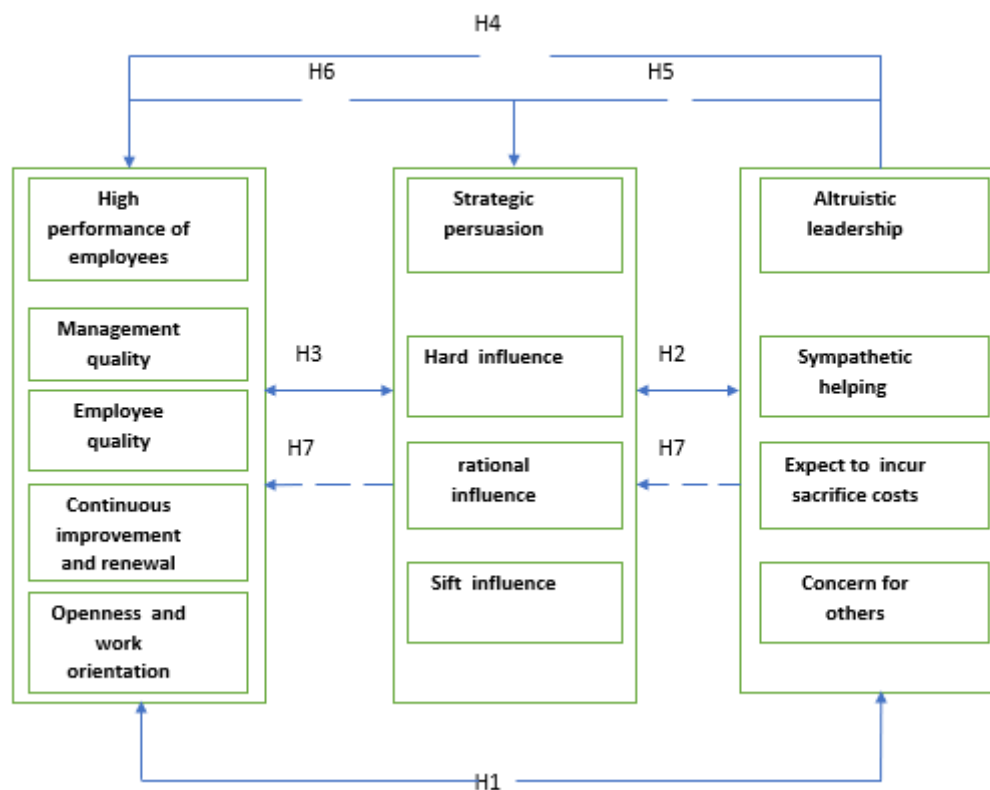 H4
H6
H5
High
performance of
employees
Management
quality
Employee
quality
Continuous
improvement
and renewal
Openness and
work
orientation
H3
H7
Strategic
persuasion
Hard influence
rational
influence
Sift influence
H2
H7
Altruistic
leadership
Sympathetic
helping
Expect to incur
sacrifice costs
Concern for
others
H1